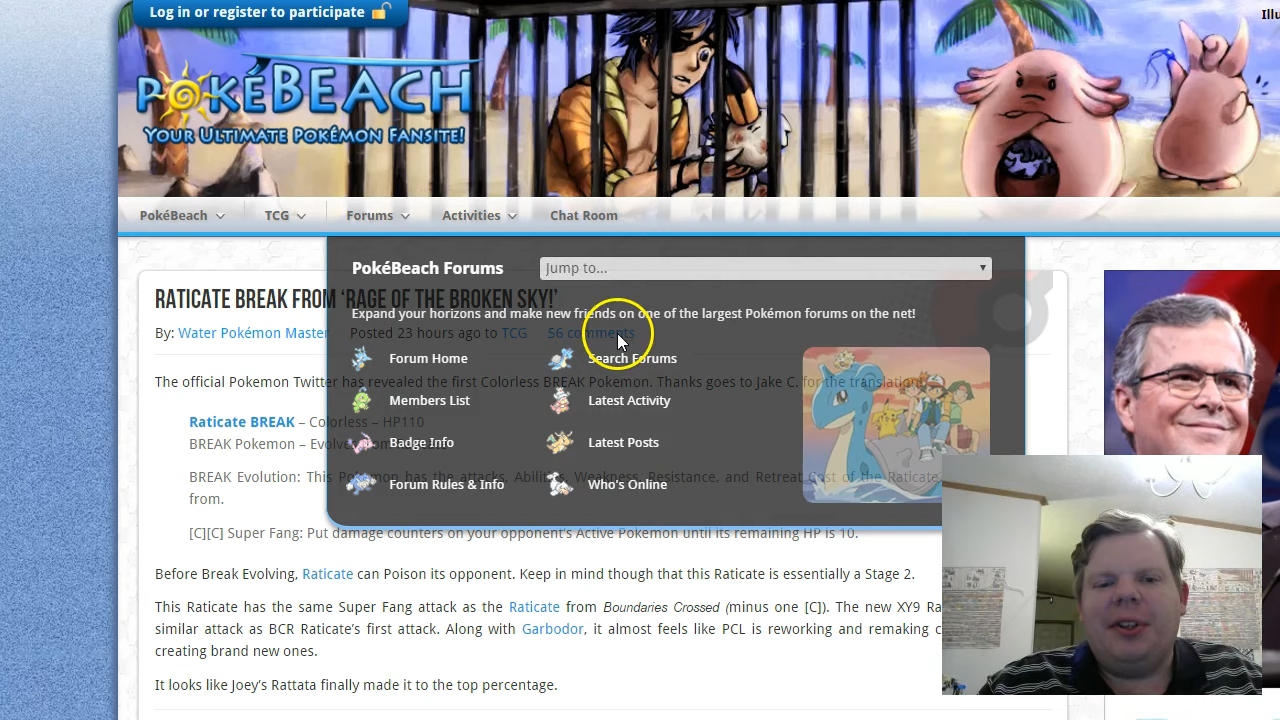 Log in or register to participate
Illu
POKÉBEACH
YOUR ULTIMATE POKÉMON FANSITE!
PokéBeach
TCG
Forums
Activities
Chat Room
PokéBeach Forums
Jump to...
RATICATE BREAK FROM ‘RAGE OF THE BROKEN SKY!’
Expand your horizons and make new friends on one of the largest Pokémon forums on the net!
By: Water Pokémon Master Posted 23 hours ago to TCG 56 comments
Forum Home
Search Forums
The official Pokemon Twitter has revealed the first Colorless BREAK Pokemon. Thanks goes to Jake C. for the translation
Members List
Latest Activity
Raticate BREAK – Colorless – HP110
Badge Info
Latest Posts
BREAK Pokemon – Evolves from
BREAK Evolution: This Pokemon has the attacks, Abilities, Weakness, Resistance, and Retreat Cost of the Raticate
Forum Rules & Info
Who's Online
from.
[C][C] Super Fang: Put damage counters on your opponent's Active Pokemon until its remaining HP is 10.
Before Break Evolving, Raticate can Poison its opponent. Keep in mind though that this Raticate is essentially a Stage 2.
This Raticate has the same Super Fang attack as the Raticate from Boundaries Crossed (minus one [C]). The new XY9 Ra
similar attack as BCR Raticate's first attack. Along with Garbodor, it almost feels like PCL is reworking and remaking c
creating brand new ones.
It looks like Joey's Rattata finally made it to the top percentage.